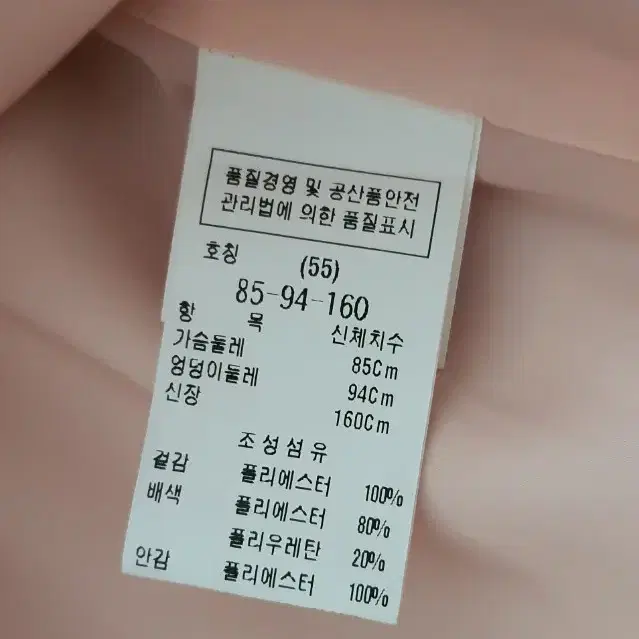 품질경영 및 공산품안전
관리법에 의한 품질표시
호칭 (55)
85-94-160
항 목 신체치수
가슴둘레 85Cm
엉덩이둘레 94Cm
신장 160Cm
조성섬유
겉감 폴리에스터 100%
배색 폴리에스터 80%
폴리우레탄 20%
안감 폴리에스터 100%